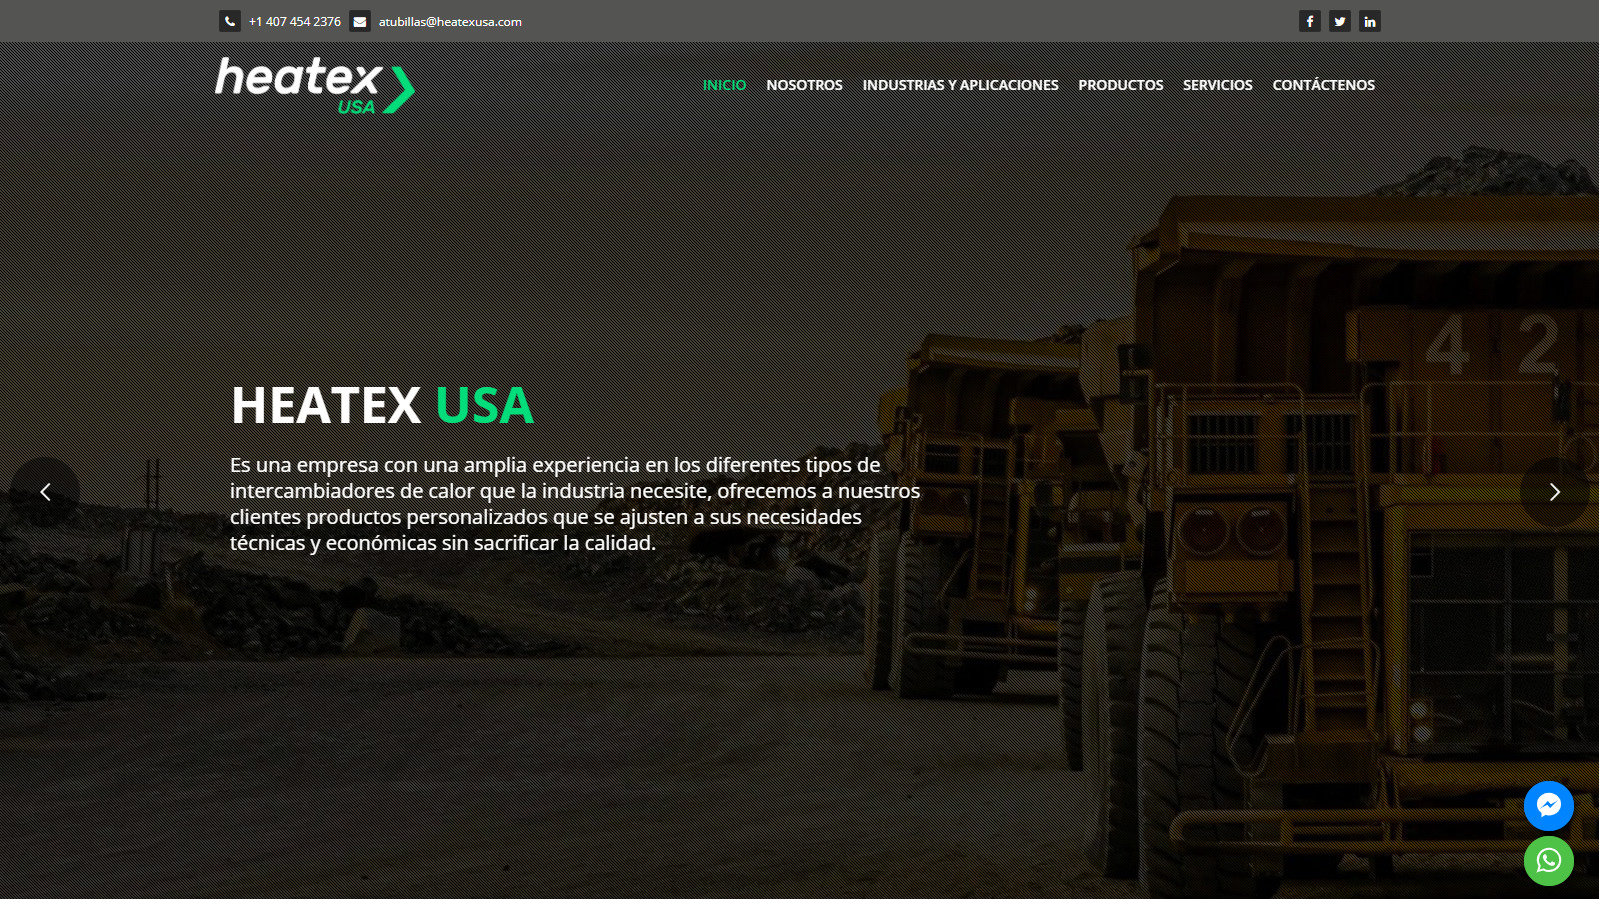 +1 407 454 2376 atubillas@heatexusa.com
heatex
USA
INICIO NOSOTROS INDUSTRIAS Y APLICACIONES PRODUCTOS SERVICIOS CONTÁCTENOS
42
HEATEX USA
Es una empresa con una amplia experiencia en los diferentes tipos de
intercambiadores de calor que la industria necesite, ofrecemos a nuestros
clientes productos personalizados que se ajusten a sus necesidades
técnicas y económicas sin sacrificar la calidad.